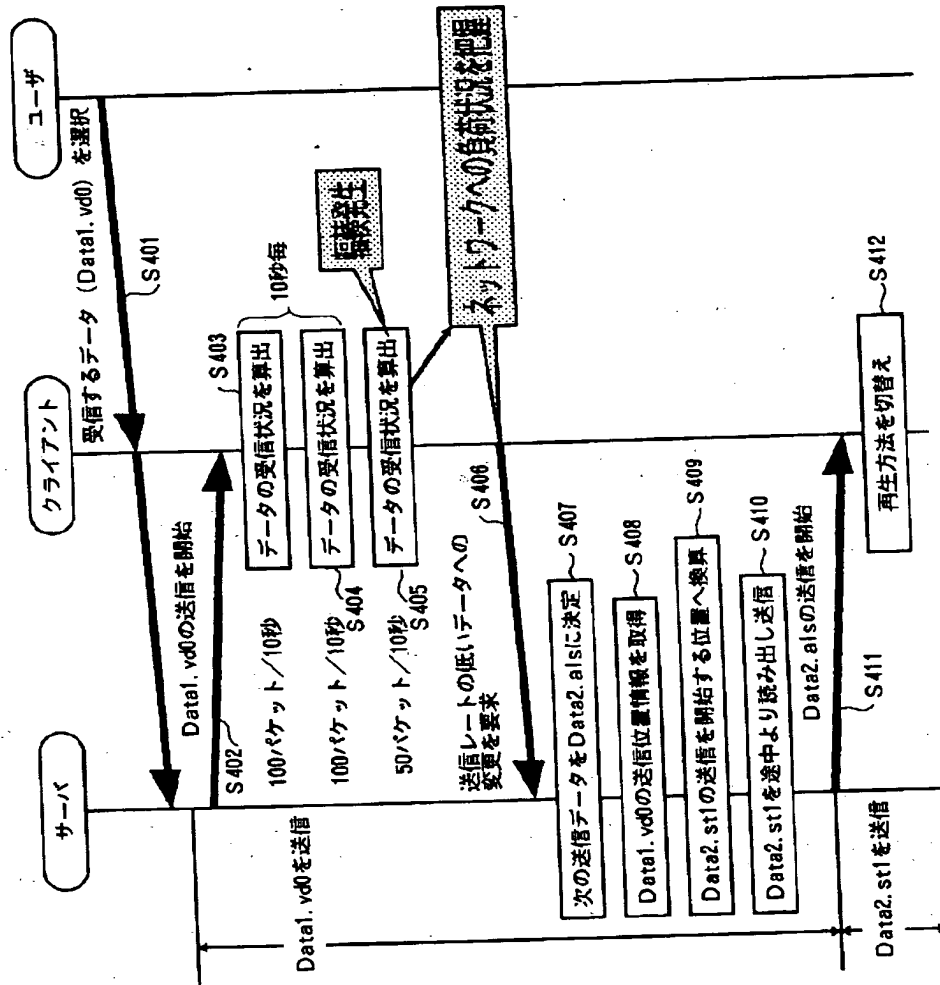 サーバ
クライアント
ユーザ
受信するデータ (Data1.vd0) を選択
S401
Data1.vd0の送信を開始
S402
S403
100パケット/10秒
データの受信状況を算出
10秒毎
100パケット/10秒
S404
データの受信状況を算出
50パケット/10秒
S405
データの受信状況を算出
ネットワークへの負荷状況を把握
送信レートの低いデータへの
変更を要求
S406
次の送信データをData2.alsに決定
S407
Data1.vd0の送信位置情報を取得
S408
Data2.st1の送信を開始する位置へ換算
S409
Data2.st1を途中より読み出し送信
S410
Data2.alsの送信を開始
S411
再生方法を切替え
S412
Data1.vd0を送信
Data2.st1を送信